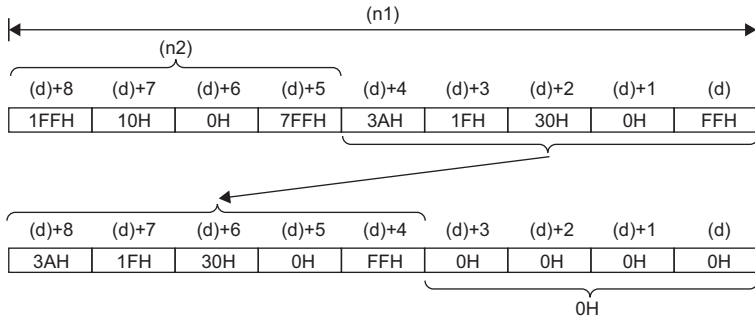 (n1)
(n2)
(d)+8 (d)+7 (d)+6 (d)+5 (d)+4 (d)+3 (d)+2 (d)+1 (d)
1FFH 10H 0H 7FFH 3AH 1FH 30H 0H FFH
(d)+8 (d)+7 (d)+6 (d)+5 (d)+4 (d)+3 (d)+2 (d)+1 (d)
3AH 1FH 30H 0H FFH 0H 0H 0H 0H
0H